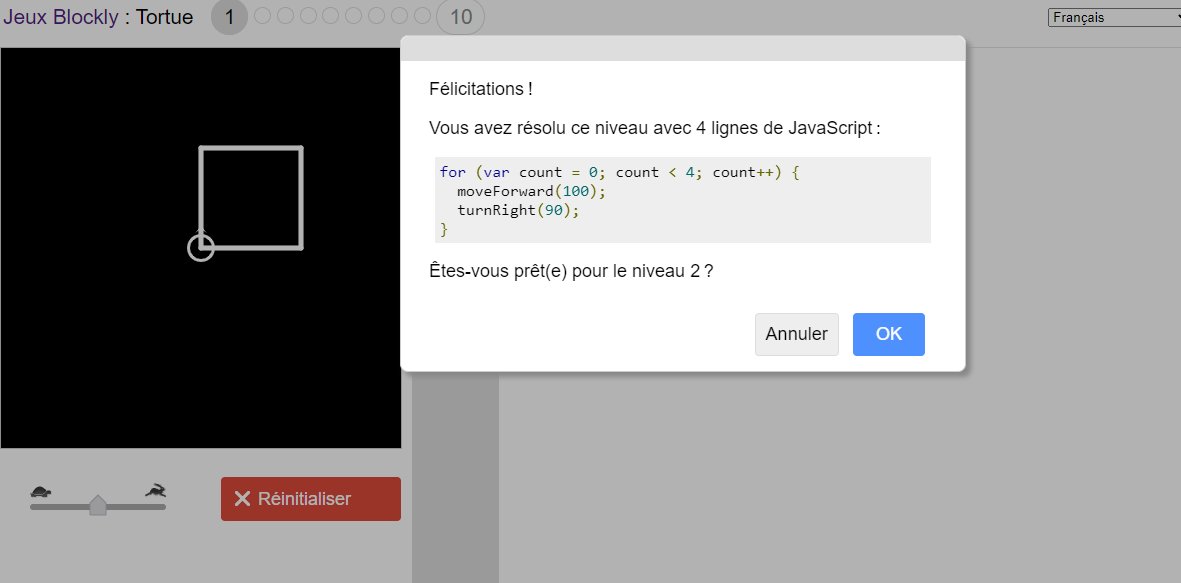 Jeux Blockly : Tortue 1 10 Français
Félicitations !
Vous avez résolu ce niveau avec 4 lignes de JavaScript :
for (var count = 0; count < 4; count++) {
  moveForward(100);
  turnRight(90);
}
Êtes-vous prêt(e) pour le niveau 2 ?
Annuler OK
Réinitialiser